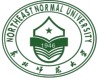 NORTHEAST NORMAL UNIVERSITY
1946
东北师范大学